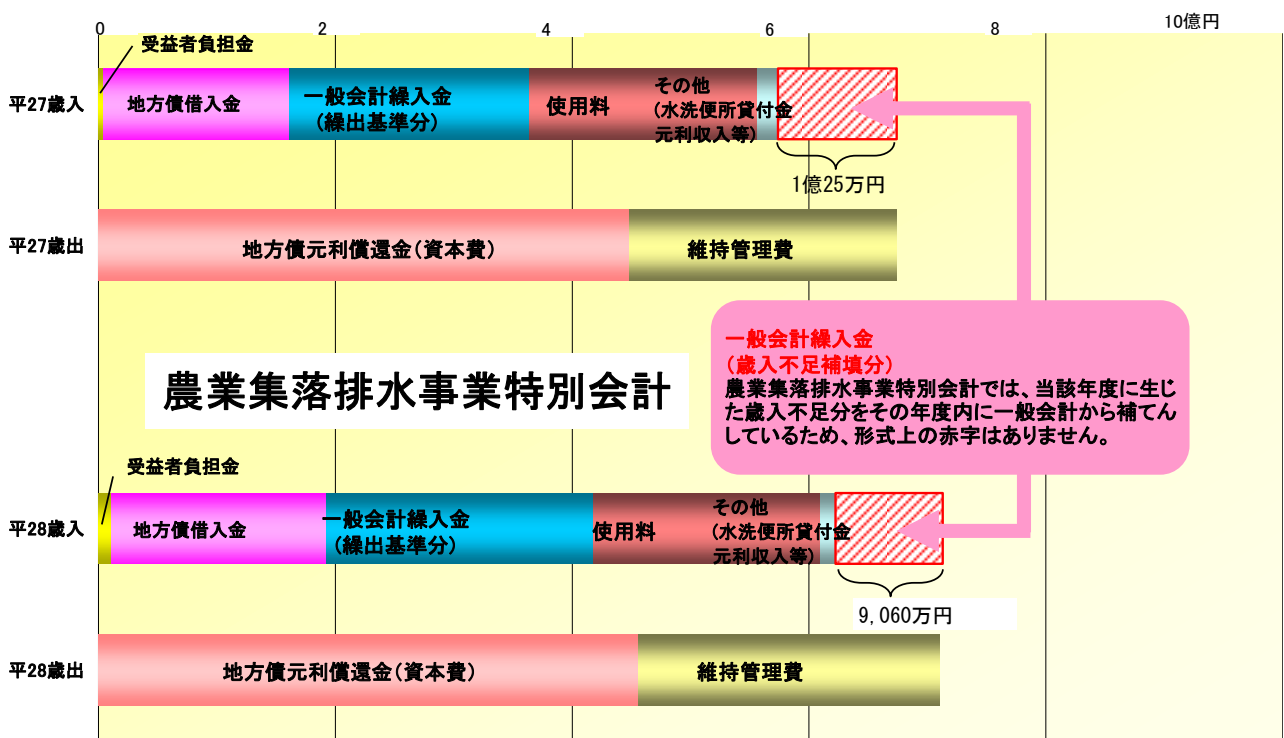 0 2 4 6 8 10億円
受益者負担金
平27歳入
地方債借入金
一般会計繰入金
(繰出基準分)
使用料
その他
(水洗便所貸付金
元利収入等)
1億25万円
平27歳出
地方債元利償還金(資本費)
維持管理費
一般会計繰入金
(歳入不足補填分)
農業集落排水事業特別会計では、当該年度に生じ
た歳入不足分をその年度内に一般会計から補てん
しているため、形式上の赤字はありません。
農業集落排水事業特別会計
受益者負担金
平28歳入
地方債借入金
一般会計繰入金
(繰出基準分)
使用料
その他
(水洗便所貸付金
元利収入等)
9,060万円
平28歳出
地方債元利償還金(資本費)
維持管理費